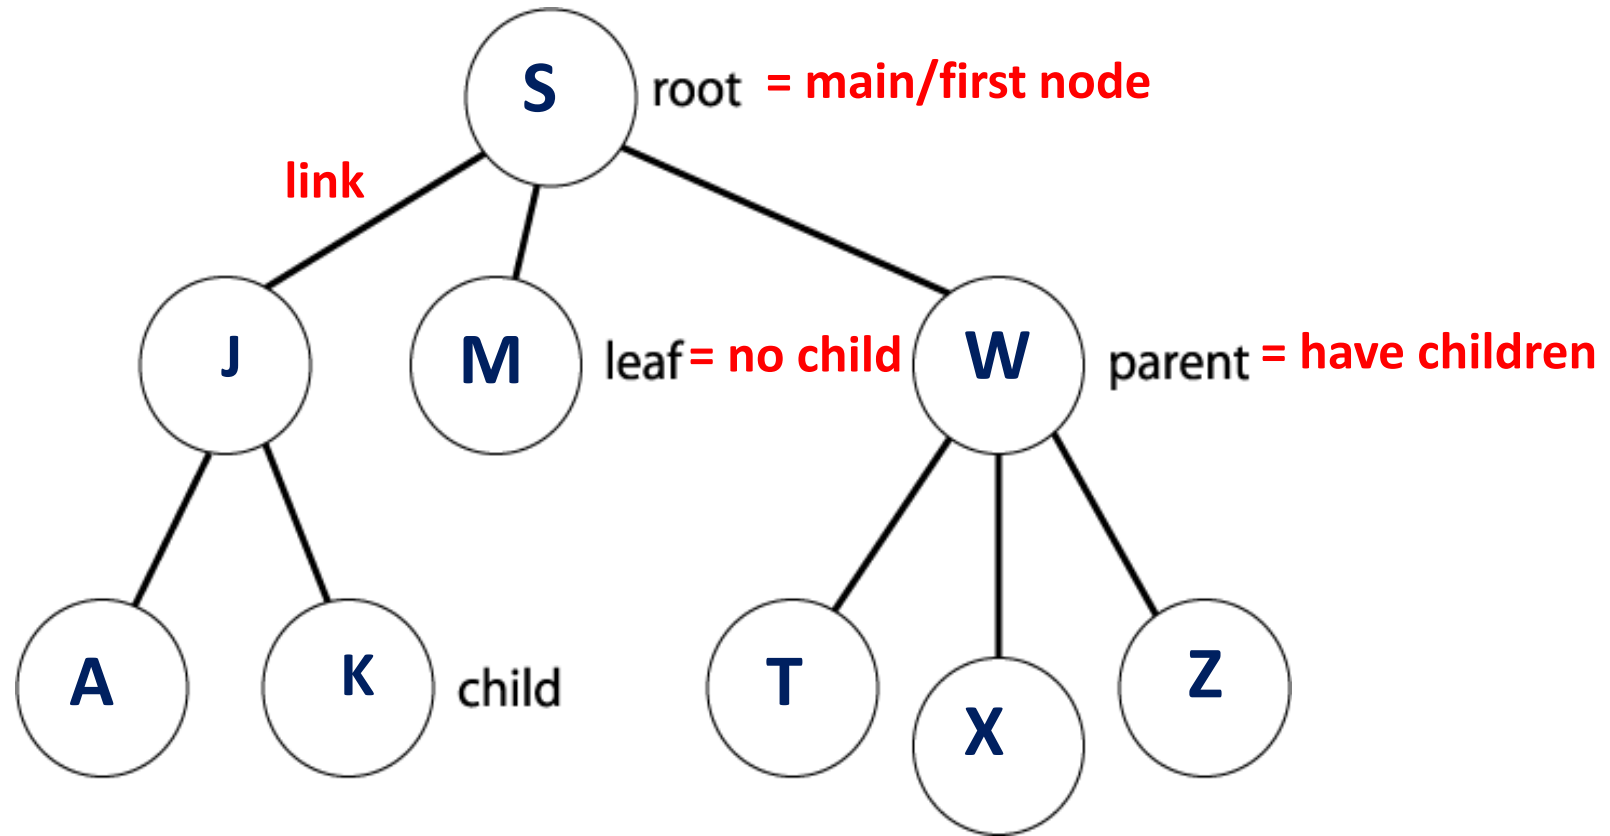 S root = main/first node
link
J M leaf = no child W parent = have children
A K child T X Z